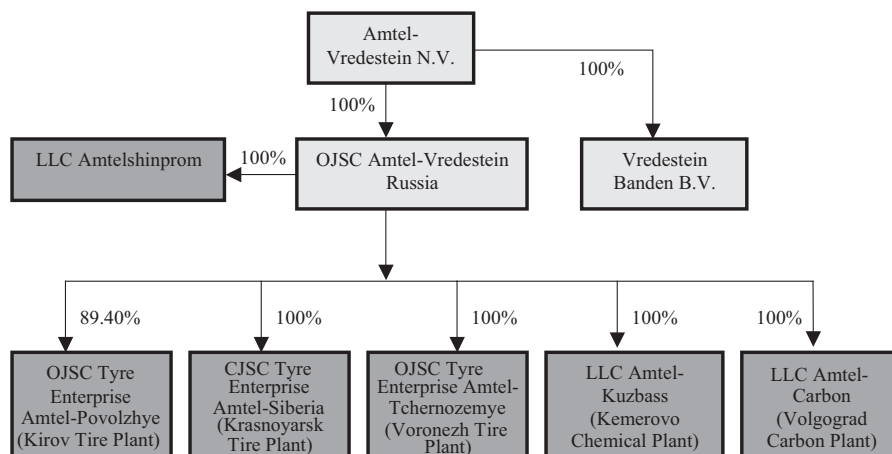 Amtel-
Vredestein N.V.
100%
100%
LLC Amtelshinprom
100%
OJSC Amtel-Vredestein
Russia
Vredestein
Banden B.V.
89.40%
100%
100%
100%
100%
OJSC Tyre
Enterprise
Amtel-Povolzhye
(Kirov Tire Plant)
CJSC Tyre
Enterprise
Amtel-Siberia
(Krasnoyarsk
Tire Plant)
OJSC Tyre
Enterprise Amtel-
Tchernozemye
(Voronezh Tire
Plant)
LLC Amtel-
Kuzbass
(Kemerovo
Chemical Plant)
LLC Amtel-
Carbon
(Volgograd
Carbon Plant)